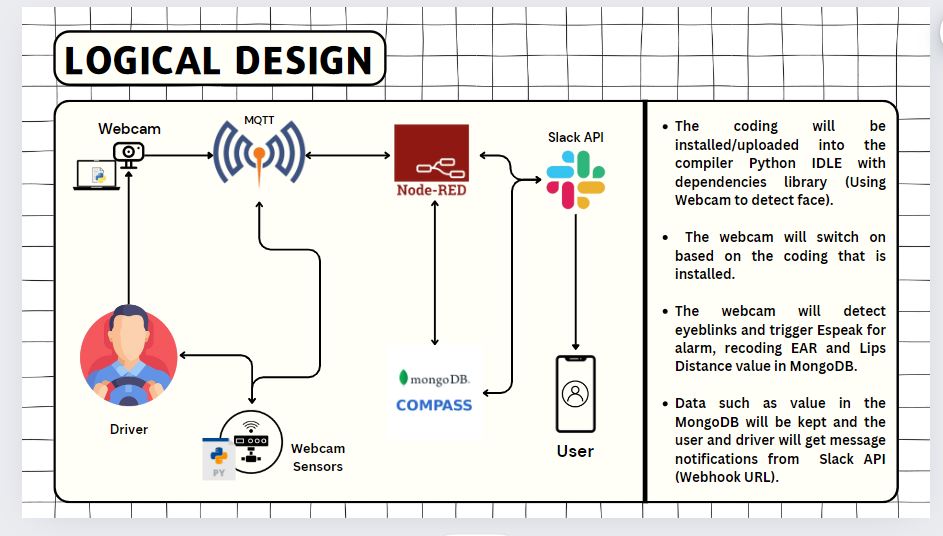 LOGICAL DESIGN
Webcam
MQTT
Node-RED
Slack API
Driver
PY
Webcam
Sensors
mongoDB.
COMPASS
User
The coding will be
installed/uploaded into the
compiler Python IDLE with
dependencies library (Using
Webcam to detect face).
The webcam will switch on
based on the coding that is
installed.
The webcam will detect
eyeblinks and trigger Espeak for
alarm, recoding EAR and Lips
Distance value in MongoDB.
Data such as value in the
MongoDB will be kept and the
user and driver will get message
notifications from Slack API
(Webhook URL).